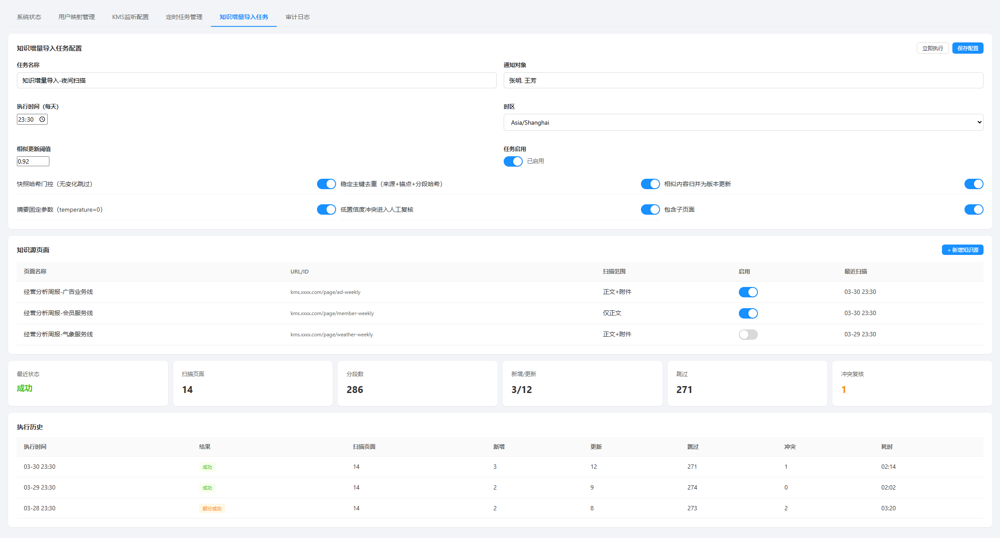 系统状态 用户映射管理 KMS监听配置 定时任务管理 知识增量导入任务 审计日志
知识增量导入任务配置 立即执行 保存配置
任务名称 通知对象
知识增量导入-夜间扫描 张明, 王芳
执行时间（每天） 时区
23:30 Asia/Shanghai
相似更新阈值 任务启用
0.92 已启用
快照哈希门控（无变化跳过） 稳定主键去重（来源+锚点+分段哈希） 相似内容归并为版本更新
摘要固定参数（temperature=0） 低置信度冲突进入人工复核 包含子页面
知识源页面 + 新增知识源
页面名称 URL/ID 扫描范围 启用 最近扫描
经营分析周报-广告业务线 kms.xxxx.com/page/ad-weekly 正文+附件 03-30 23:30
经营分析周报-会员服务线 kms.xxxx.com/page/member-weekly 仅正文 03-30 23:30
经营分析周报-气象服务线 kms.xxxx.com/page/weather-weekly 正文+附件 03-29 23:30
最近状态 扫描页面 分段数 新增/更新 跳过 冲突复核
成功 14 286 3/12 271 1
执行历史
执行时间 结果 扫描页面 新增 更新 跳过 冲突 耗时
03-30 23:30 成功 14 3 12 271 1 02:14
03-29 23:30 成功 14 2 9 274 0 02:02
03-28 23:30 部分成功 14 2 8 273 2 03:20